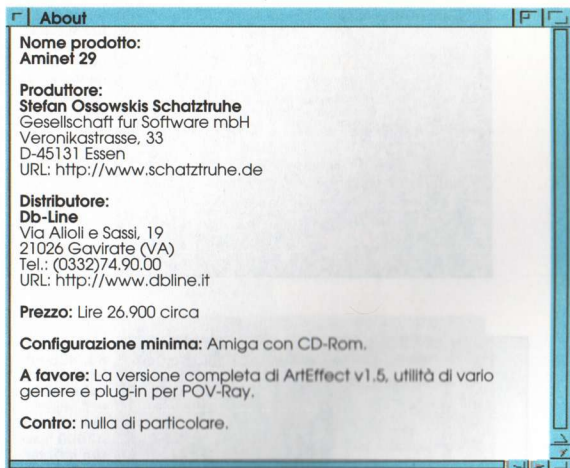 About
Nome prodotto:
Aminet 29
Produttore:
Stefan Ossowskis Schatztruhe
Gesellschaft fur Software mbH
Veronikastrasse, 33
D-45131 Essen
URL: http://www.schatztruhe.de
Distributore:
Db-Line
Via Alioli e Sassi, 19
21026 Gavirate (VA)
Tel.: (0332)74.90.00
URL: http://www.dbline.it
Prezzo: Lire 26.900 circa
Configurazione minima: Amiga con CD-Rom.
A favore: La versione completa di ArtEffect v1.5, utilità di vario
genere e plug-in per POV-Ray.
Contro: nulla di particolare.